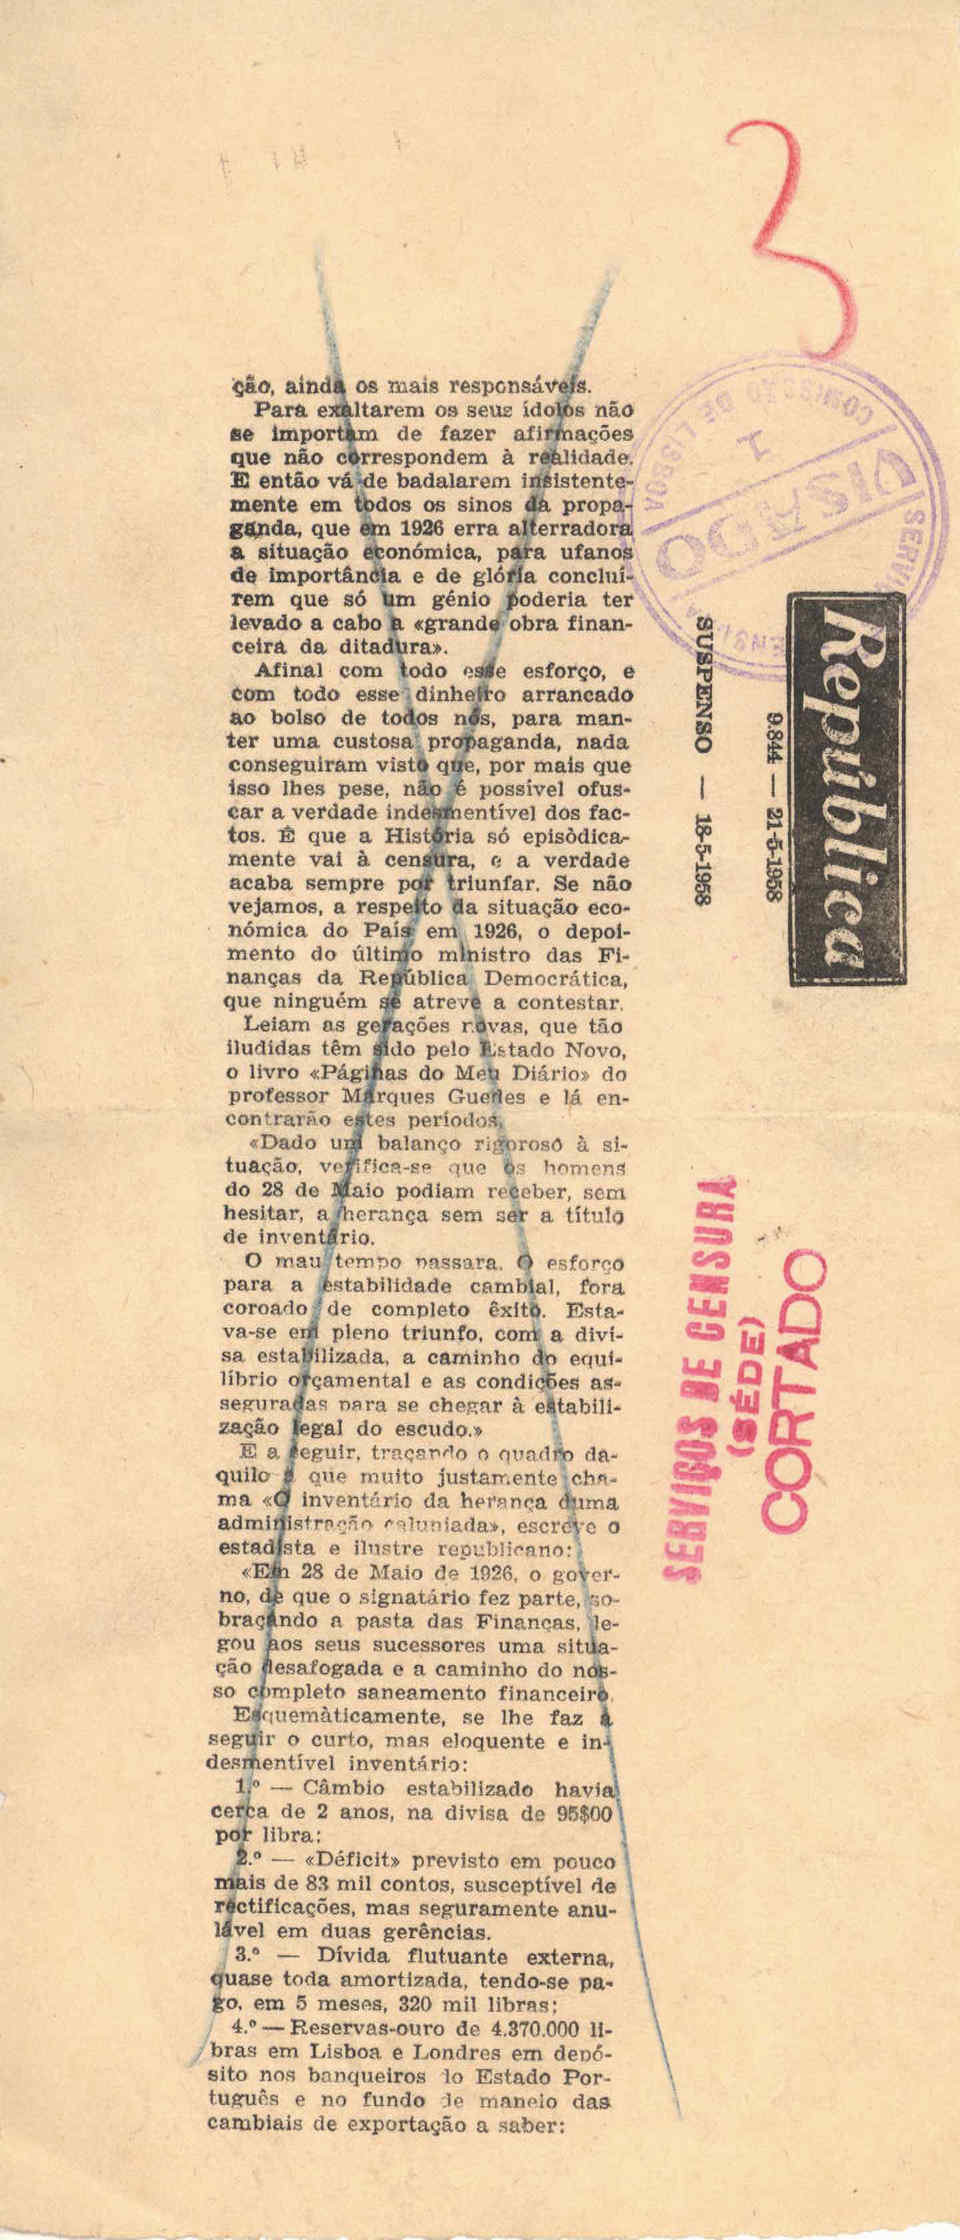 3
ção, ainda os mais responsáveis.
Para exaltarem os seus ídolos não
se importam de fazer afirmações
que não correspondem à realidade.
E então vá de badalarem insistente-
mente em todos os sinos da propa-
ganda, que em 1926 erra alterradora
a situação económica, para ufanos
de importância e de glória concluí-
rem que só um génio poderia ter
levado a cabo a «grande obra finan-
ceira da ditadura».
Afinal com todo esse esforço, e
com todo esse dinheiro arrancado
ao bolso de todos nós, para man-
ter uma custosa propaganda, nada
conseguiram visto que, por mais que
isso lhes pese, não é possível ofus-
car a verdade indesmentível dos fac-
tos. É que a História só episòdica-
mente vai à censura, e a verdade
acaba sempre por triunfar. Se não
vejamos, a respeito da situação eco-
nómica do País em 1926, o depoi-
mento do último ministro das Fi-
nanças da República Democrática,
que ninguém se atreve a contestar.
Leiam as gerações novas, que tão
iludidas têm sido pelo Estado Novo,
o livro «Páginas do Meu Diário» do
professor Marques Guedes e lá en-
contrarão estes períodos,
«Dado um balanço rigoroso à si-
tuação, verifica-se que os homens
do 28 de Maio podiam receber, sem
hesitar, a herança sem ser a título
de inventário.
O mau tempo passara. O esforço
para a estabilidade cambial, fora
coroado de completo êxito. Esta-
va-se em pleno triunfo, com a divi-
sa estabilizada, a caminho do equi-
líbrio orçamental e as condições as-
seguradas para se chegar à estabili-
zação legal do escudo.»
E a seguir, traçando o quadro da-
quilo a que muito justamente cha-
ma «O inventário da herança duma
administração caluniada», escreve o
estadista e ilustre republicano:
«Em 28 de Maio de 1926, o gover-
no, de que o signatário fez parte, so-
braçando a pasta das Finanças, le-
gou aos seus sucessores uma situa-
ção desafogada e a caminho do nos-
so completo saneamento financeiro.
Esquemàticamente, se lhe faz a
seguir o curto, mas eloquente e in-
desmentível inventário:
1.º — Câmbio estabilizado havia
cerca de 2 anos, na divisa de 95$00
por libra;
2.º — «Déficit» previsto em pouco
mais de 83 mil contos, susceptível de
rectificações, mas seguramente anu-
lável em duas gerências.
3.º — Dívida flutuante externa,
quase toda amortizada, tendo-se pa-
go, em 5 meses, 320 mil libras;
4.º — Reservas-ouro de 4.370.000 li-
bras em Lisboa e Londres em depó-
sito nos banqueiros do Estado Por-
tuguês e no fundo de maneio das
cambiais de exportação a saber:
COMISSÃO DE LISBOA
1
VISADO
República
9.844 — 21-5-1958
SUSPENSO — 18-5-1958
SERVIÇOS DE CENSURA
(SÉDE)
CORTADO